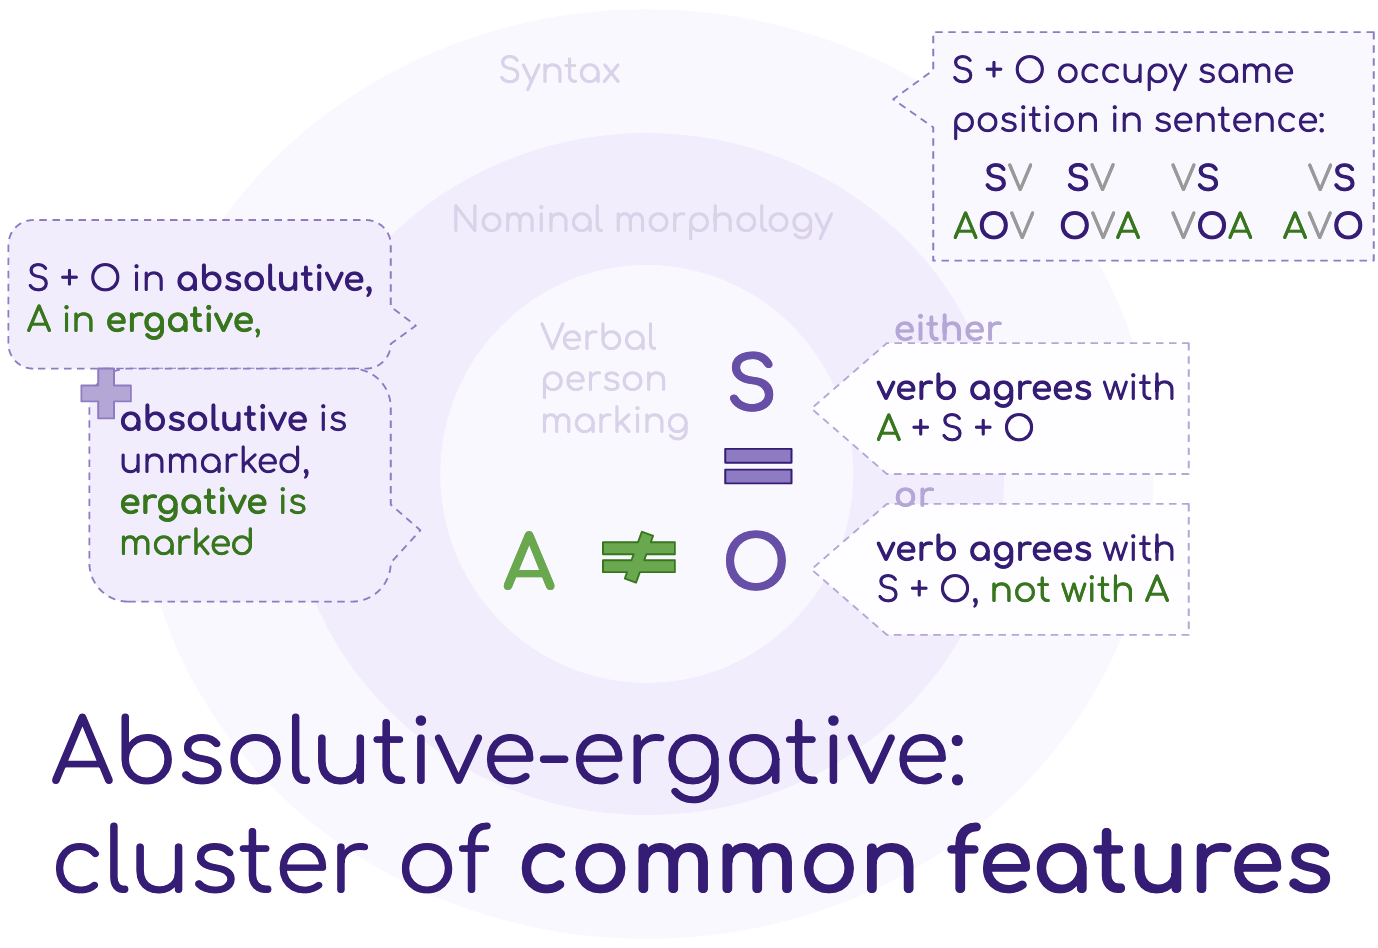 Syntax
S + O occupy same
position in sentence:
SV SV VS VS
AOV OVA VOA AVO
Nominal morphology
S + O in absolutive,
A in ergative,
absolutive is
unmarked,
ergative is
marked
Verbal
person
marking
S
=
A ≠ O
either
verb agrees with
A + S + O
or
verb agrees with
S + O, not with A
Absolutive-ergative:
cluster of common features